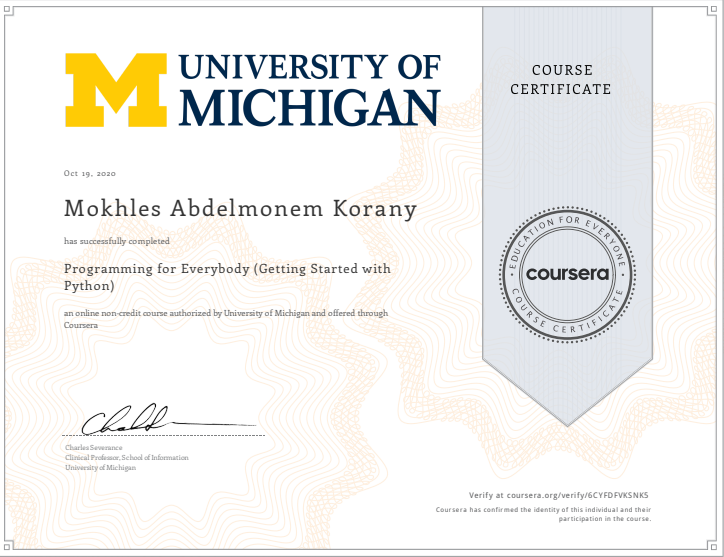 UNIVERSITY OF
MICHIGAN
COURSE
CERTIFICATE
Oct 19, 2020
Mokhles Abdelmonem Korany
has successfully completed
Programming for Everybody (Getting Started with
Python)
an online non-credit course authorized by University of Michigan and offered through
Coursera
EDUCATION FOR EVERYONE
coursera
COURSE CERTIFICATE
Charles Severance
Clinical Professor, School of Information
University of Michigan
Verify at coursera.org/verify/6CYFDFVKSNK5
Coursera has confirmed the identity of this individual and their
participation in the course.